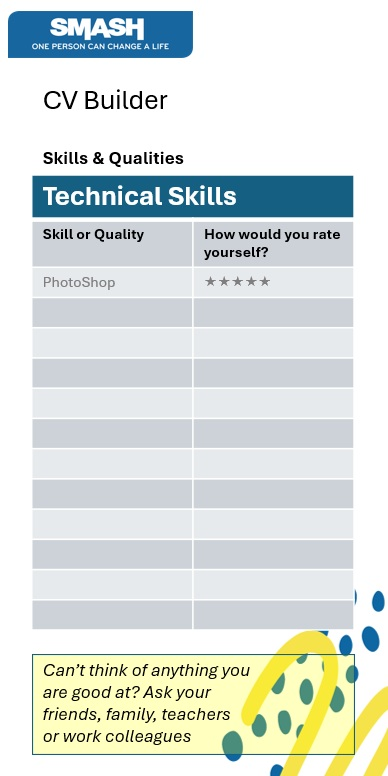 SMASH
ONE PERSON CAN CHANGE A LIFE
CV Builder
Skills & Qualities
Technical Skills
Skill or Quality
How would you rate
yourself?
PhotoShop
★★★★★
Can’t think of anything you
are good at? Ask your
friends, family, teachers
or work colleagues